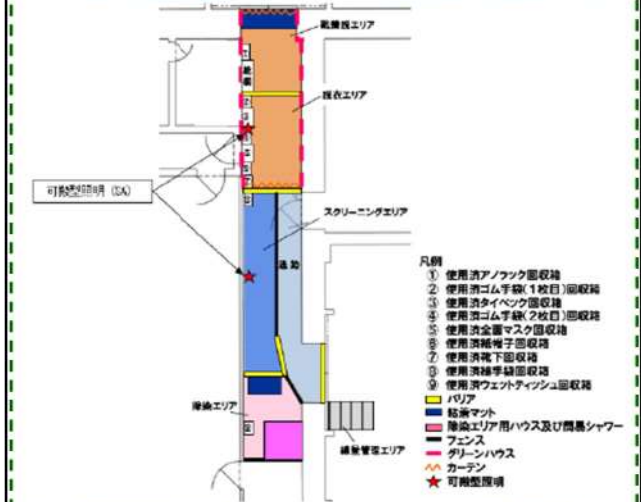 靴着脱エリア
脱衣エリア
可搬型照明(SA)
スクリーニングエリア
通路
凡例
① 使用済アノラック回収箱
② 使用済ゴム手袋(1枚目)回収箱
③ 使用済タイベック回収箱
④ 使用済ゴム手袋(2枚目)回収箱
⑤ 使用済全面マスク回収箱
⑥ 使用済紙帽子回収箱
⑦ 使用済靴下回収箱
⑧ 使用済綿手袋回収箱
⑨ 使用済ウェットティッシュ回収箱
バリア
粘着マット
除染エリア用ハウス及び簡易シャワー
フェンス
グリーンハウス
カーテン
可搬型照明
除染エリア
線量管理エリア